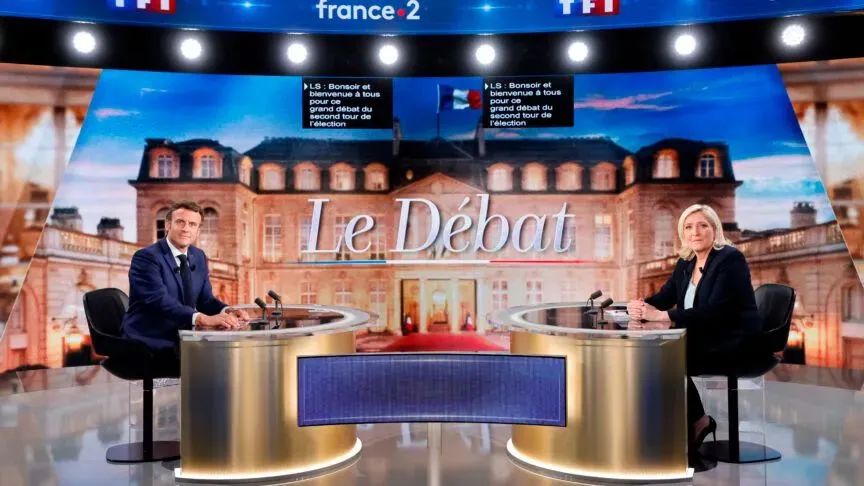 TF1
france•2
TF1
LS : Bonsoir et
bienvenue à tous
pour ce
grand débat du
second tour de
l'élection
LS : Bonsoir et
bienvenue à tous
pour ce
grand débat du
second tour de
l'élection
Le Débat